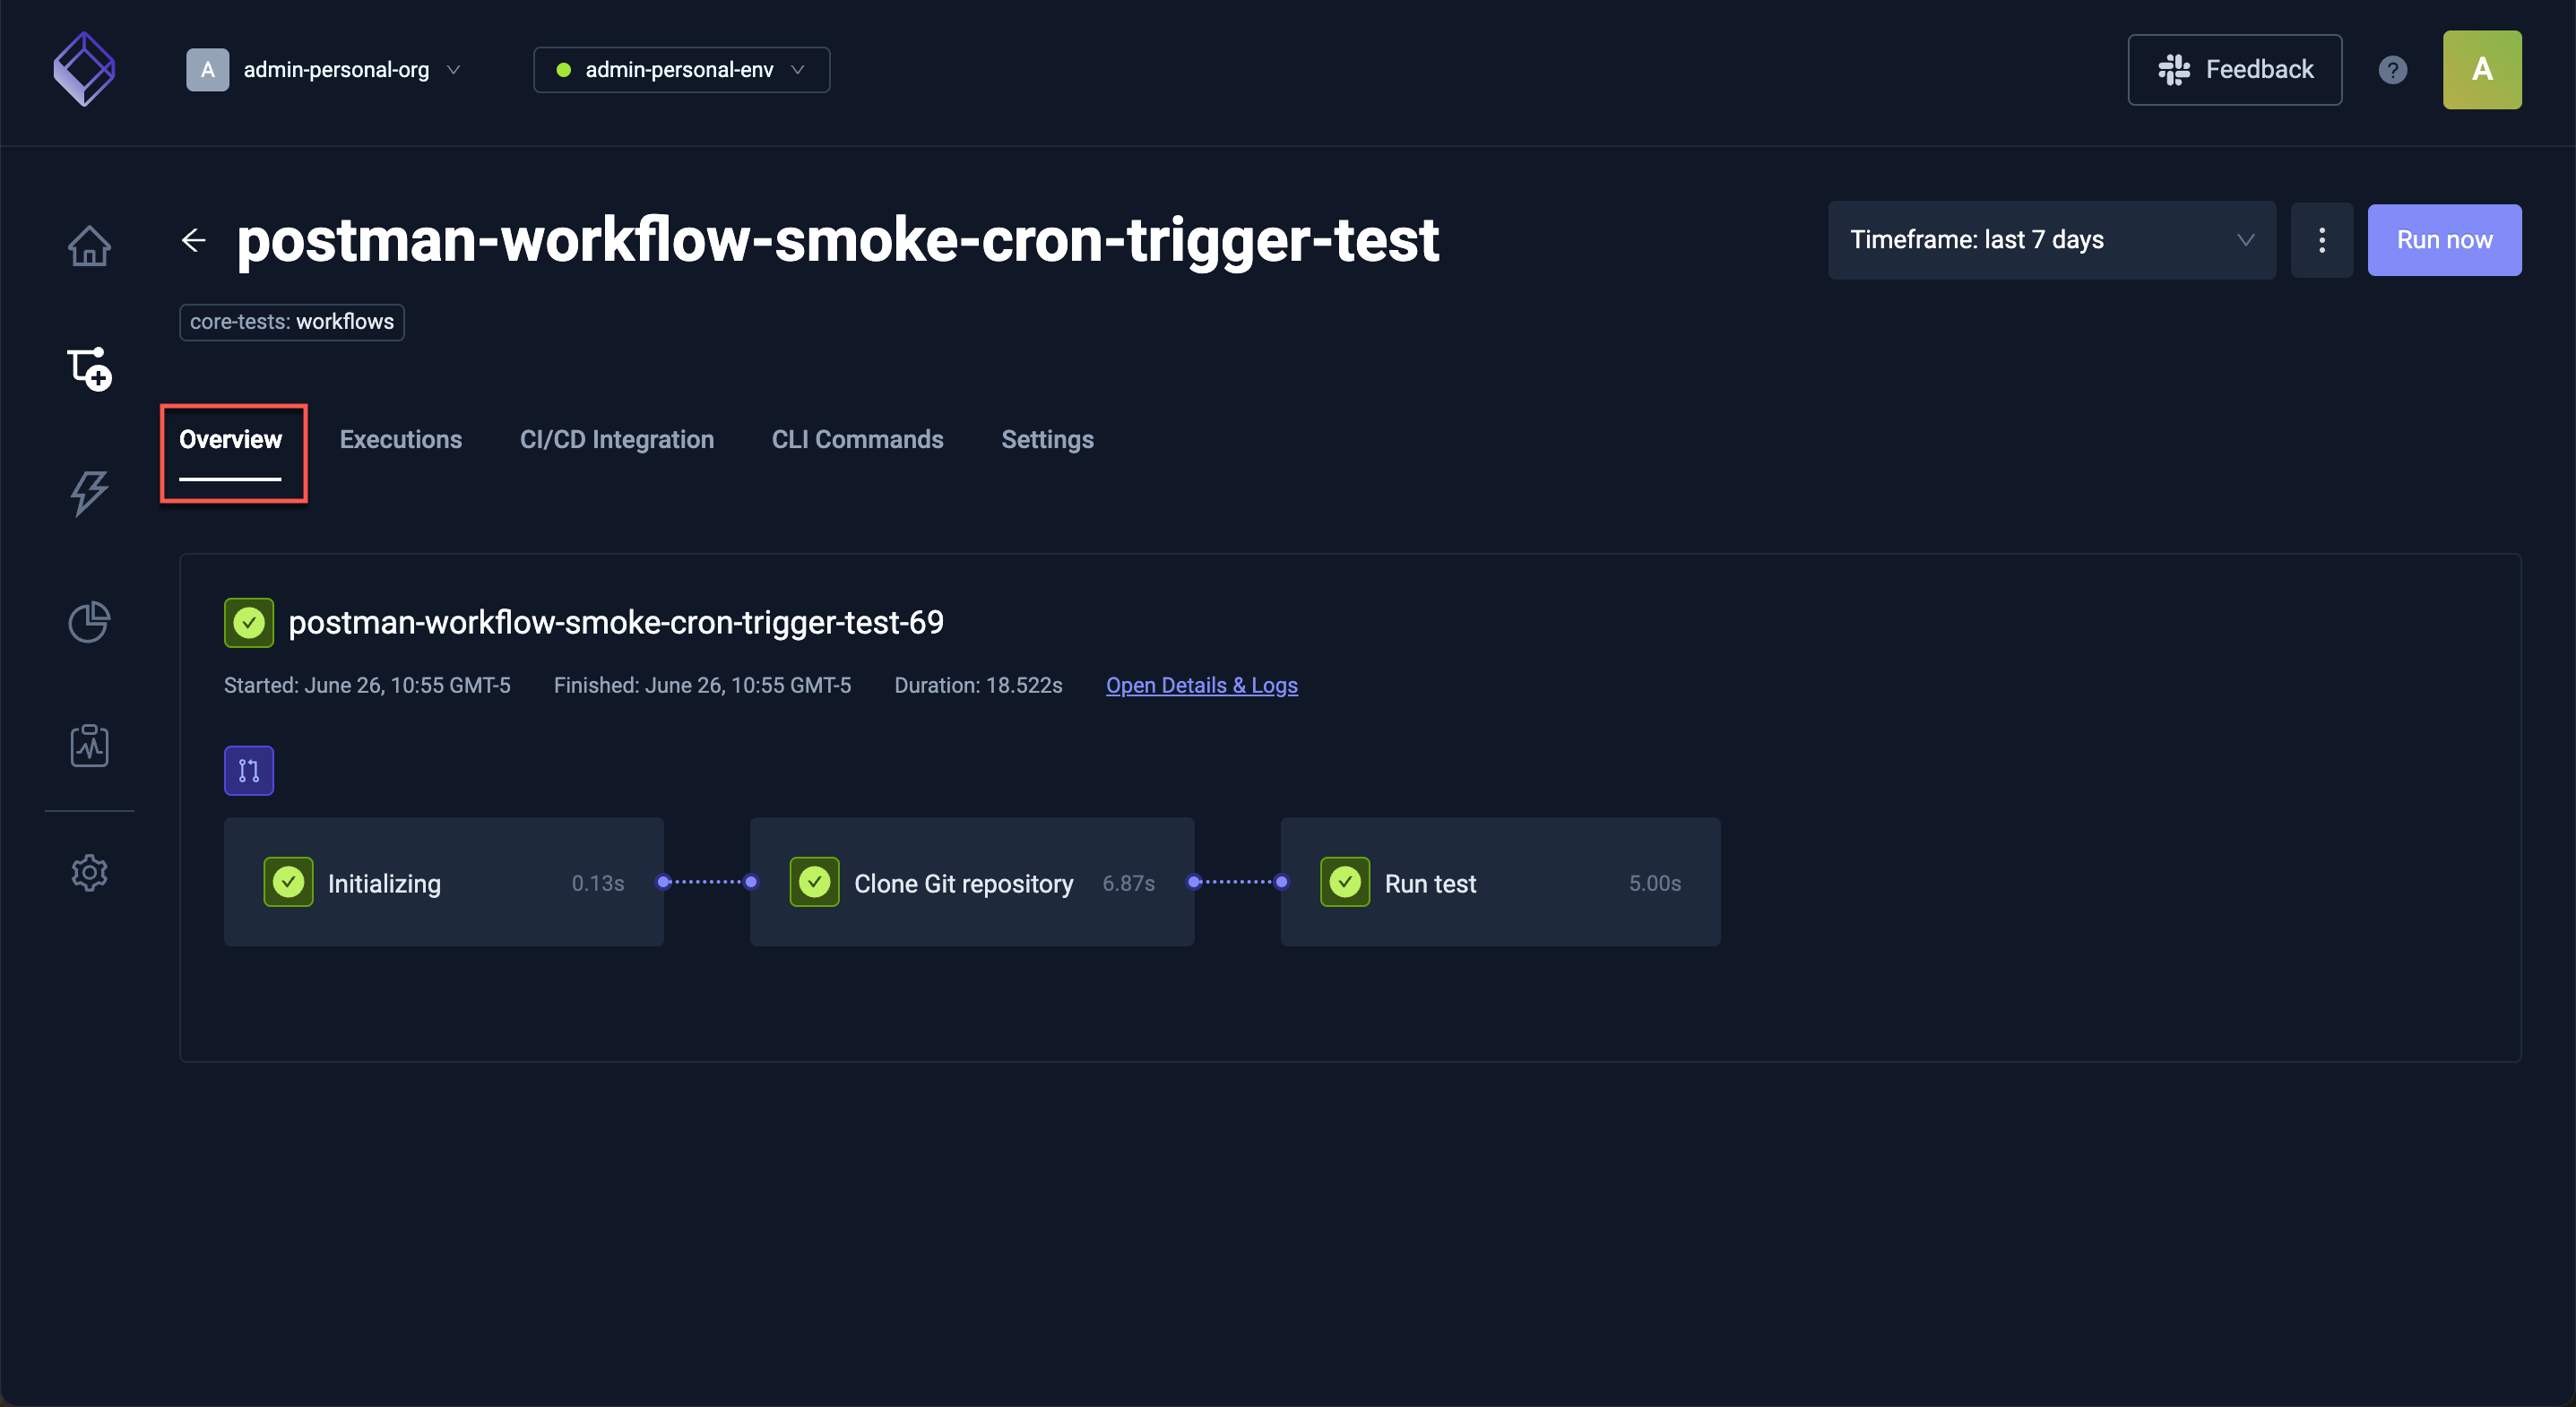 A admin-personal-org admin-personal-env Feedback ? A
postman-workflow-smoke-cron-trigger-test Timeframe: last 7 days Run now
core-tests: workflows
Overview Executions CI/CD Integration CLI Commands Settings
postman-workflow-smoke-cron-trigger-test-69
Started: June 26, 10:55 GMT-5 Finished: June 26, 10:55 GMT-5 Duration: 18.522s Open Details & Logs
Initializing 0.13s Clone Git repository 6.87s Run test 5.00s